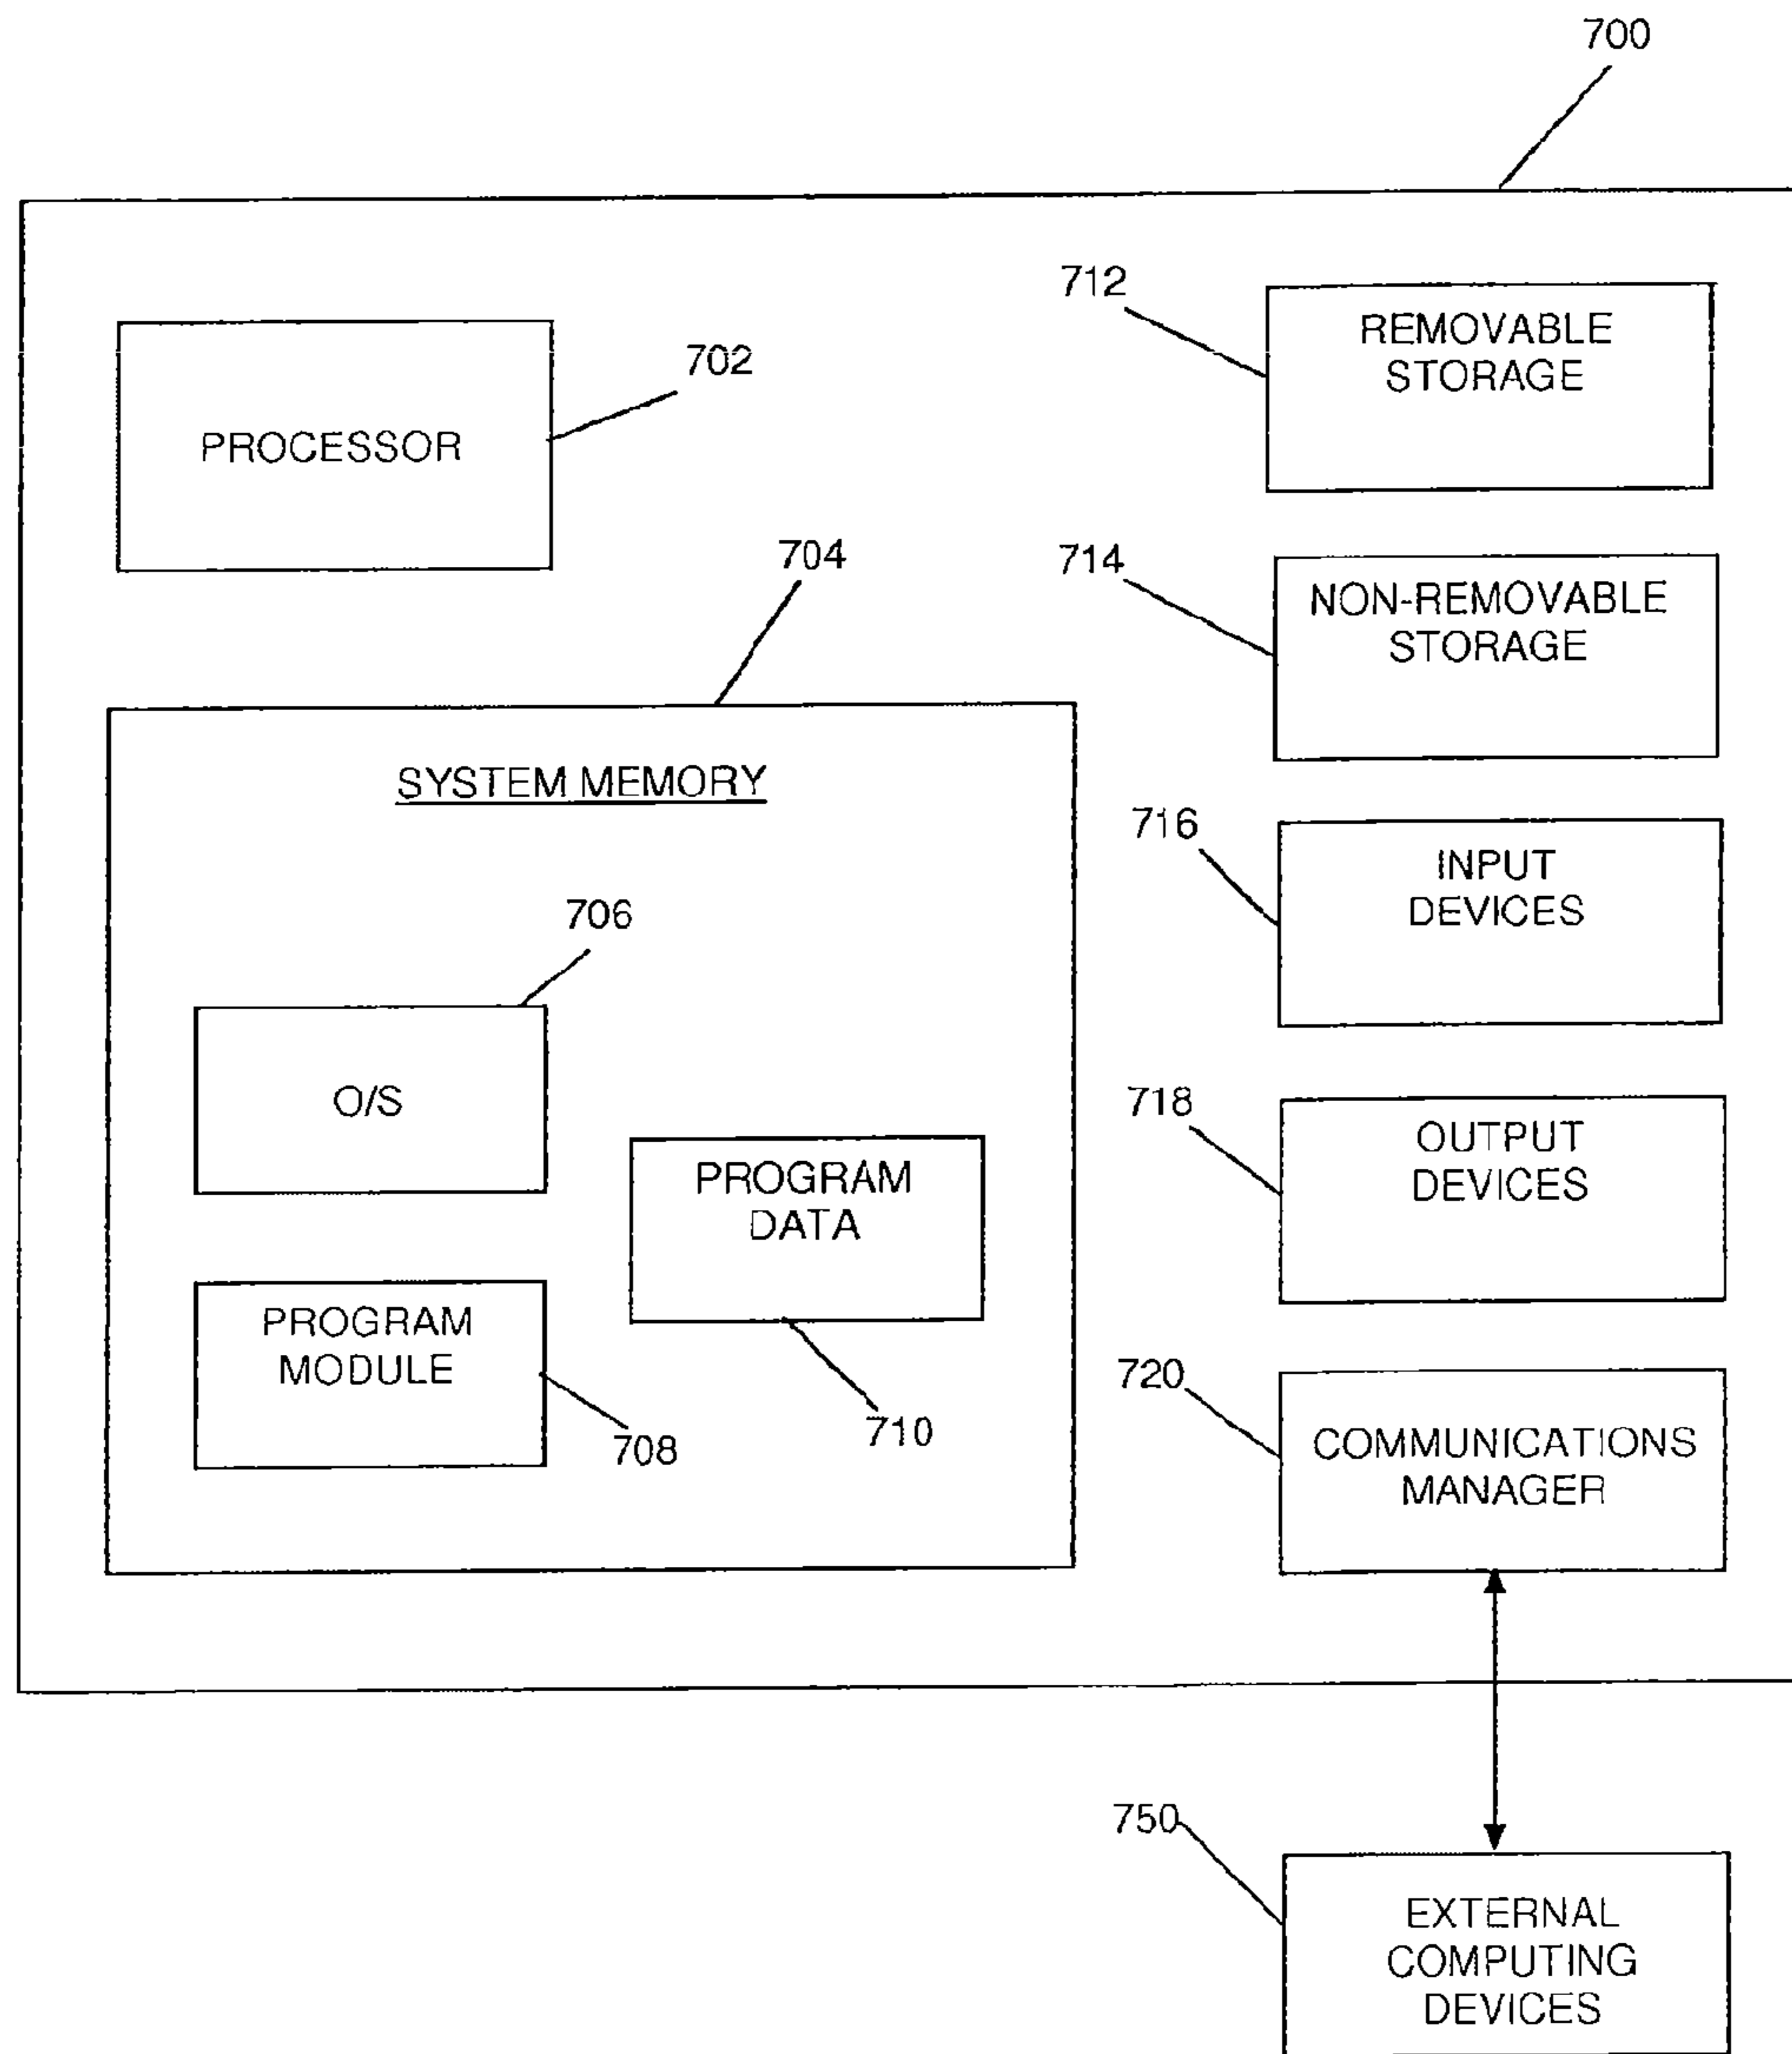 700
712
REMOVABLE
STORAGE
702
PROCESSOR
704
714
NON-REMOVABLE
STORAGE
SYSTEM MEMORY
716
INPUT
DEVICES
706
O/S
718
OUTPUT
DEVICES
PROGRAM
DATA
PROGRAM
MODULE
708
710
720
COMMUNICATIONS
MANAGER
750
EXTERNAL
COMPUTING
DEVICES